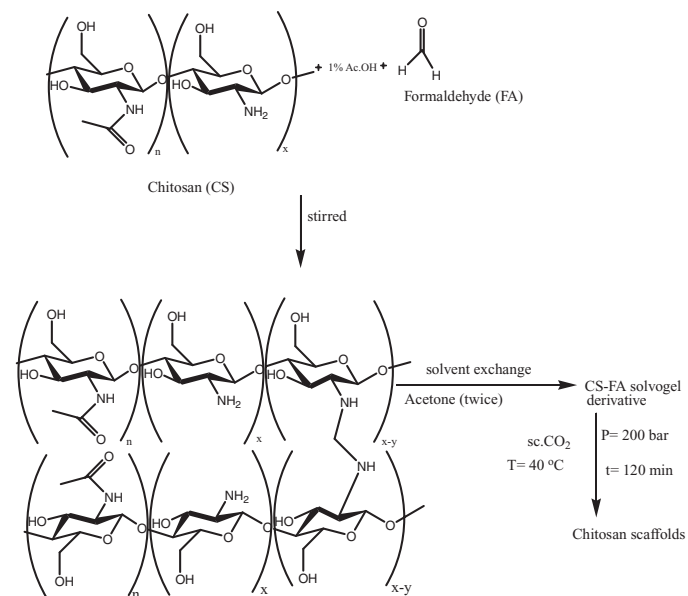 OH
OH
O
O
O
O
HO
HO
NH
NH2
O
n
x
+ 1% Ac.OH +
O
H
H
Formaldehyde (FA)
Chitosan (CS)
stirred
OH
OH
OH
O
O
O
O
O
O
HO
HO
HO
NH
NH2
NH
O
n
x
x-y
solvent exchange
Acetone (twice)
CS-FA solvogel
derivative
sc.CO2
T= 40 °C
P= 200 bar
t= 120 min
Chitosan scaffolds
O
NH
NH2
NH
HO
HO
HO
O
O
O
O
O
O
OH
OH
OH
n
x
x-y